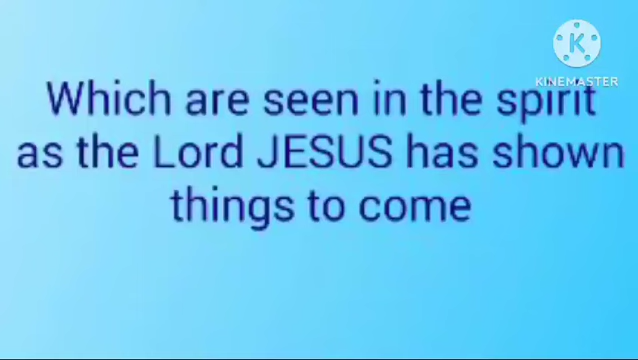 KINEMASTER
Which are seen in the spirit
as the Lord JESUS has shown
things to come